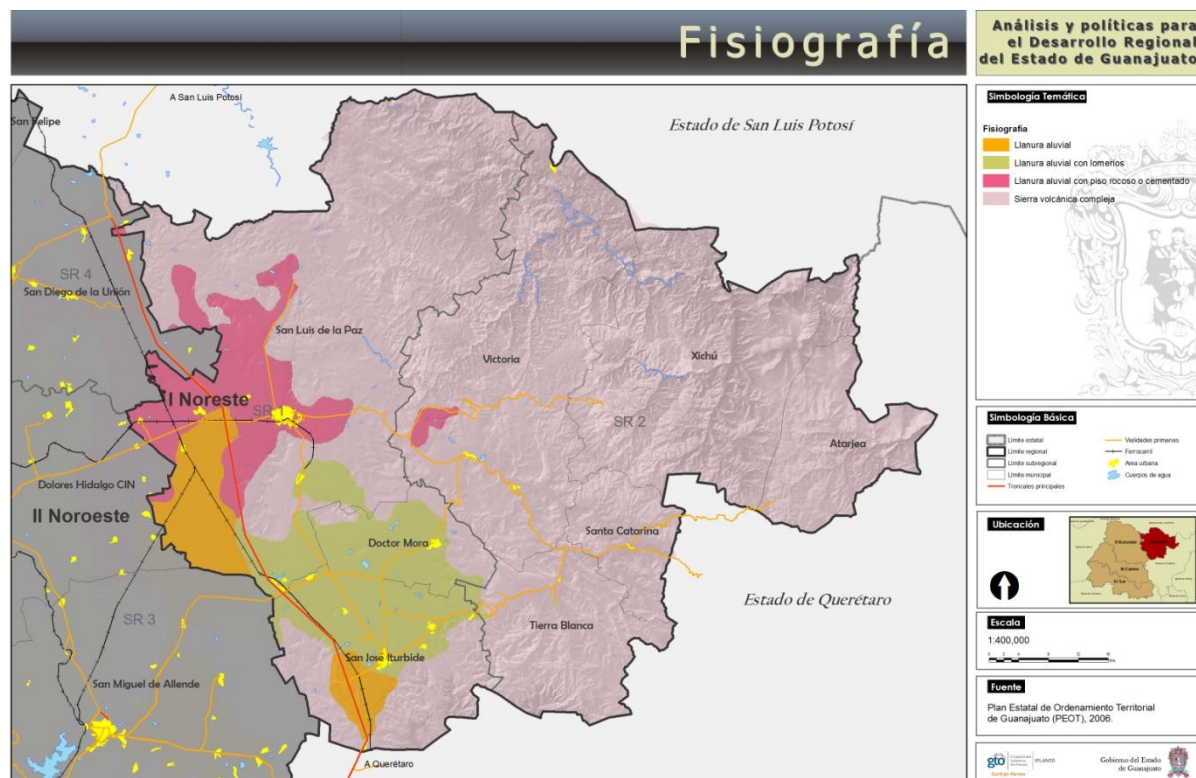 Fisiografía
Análisis y políticas para
el Desarrollo Regional
del Estado de Guanajuato
A San Luis Potosí
San Felipe
Estado de San Luis Potosí
SR 4
San Diego de la Unión
San Luis de la Paz
Victoria
Xichú
I Noreste
SR 1
SR 2
Atarjea
Dolores Hidalgo CIN
II Noroeste
Doctor Mora
Santa Catarina
Estado de Querétaro
SR 3
Tierra Blanca
San José Iturbide
San Miguel de Allende
A Querétaro
Simbología Temática
Fisiografía
Llanura aluvial
Llanura aluvial con lomerios
Llanura aluvial con piso rocoso o cementado
Sierra volcánica compleja
Simbología Básica
Límite estatal
Límite regional
Límite subregional
Límite municipal
Troncales principales
Vialidades primarias
Ferrocarril
Area urbana
Cuerpos de agua
Ubicación
Escala
1:400,000
Fuente
Plan Estatal de Ordenamiento Territorial
de Guanajuato (PEOT), 2006.
gto
Contigo Vamos
Gobierno del Estado
de Guanajuato